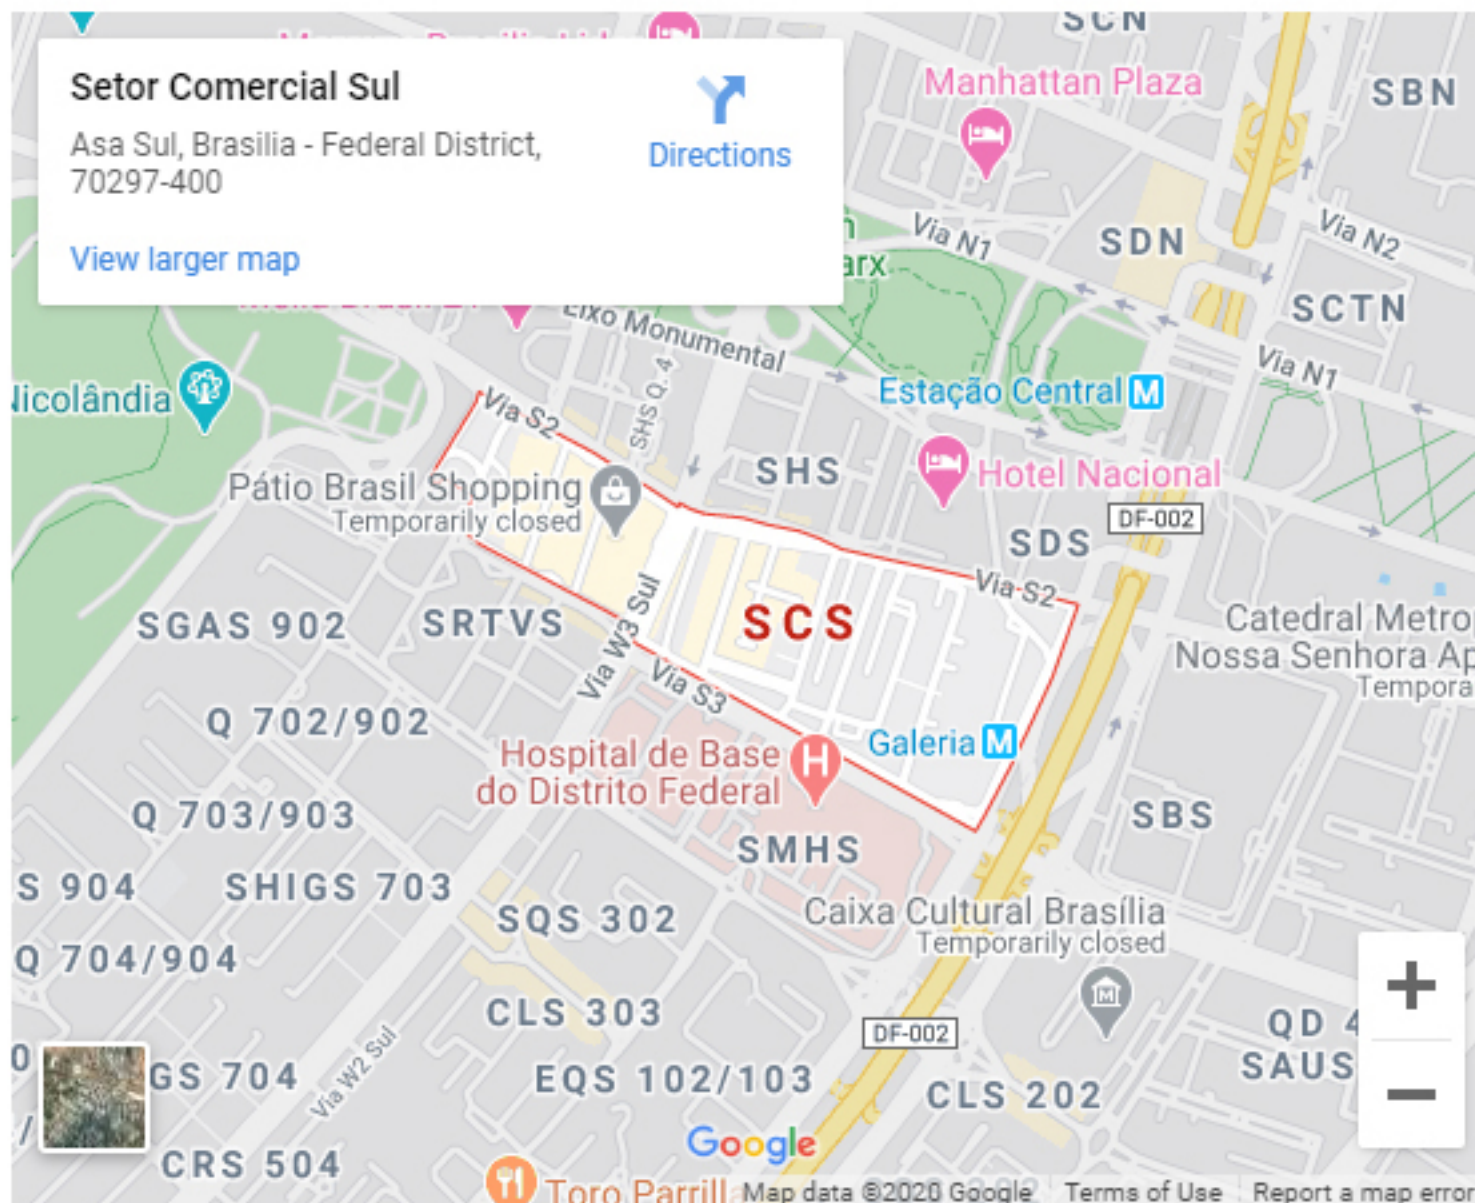 SCN
Setor Comercial Sul
Asa Sul, Brasilia - Federal District,
70297-400
Directions
View larger map
Manhattan Plaza
SBN
Via N1
Via N2
SDN
arx
SCTN
Eixo Monumental
Via N1
Nicolândia
SHS Q. 4
Estação Central M
Via S2
Pátio Brasil Shopping
Temporarily closed
SHS
Hotel Nacional
DF-002
SDS
Via S2
SCS
SGAS 902
SRTVS
Via W3 Sul
Catedral Metro
Nossa Senhora Ap
Tempora
Via S3
Q 702/902
Galeria M
Hospital de Base
do Distrito Federal
H
Q 703/903
SBS
SMHS
S 904
SHIGS 703
SQS 302
Caixa Cultural Brasília
Temporarily closed
Q 704/904
CLS 303
DF-002
QD 4
SAUS
GS 704
Via W2 Sul
EQS 102/103
CLS 202
CRS 504
Google
Toro Parrill
Map data ©2020 Google
Terms of Use
Report a map error